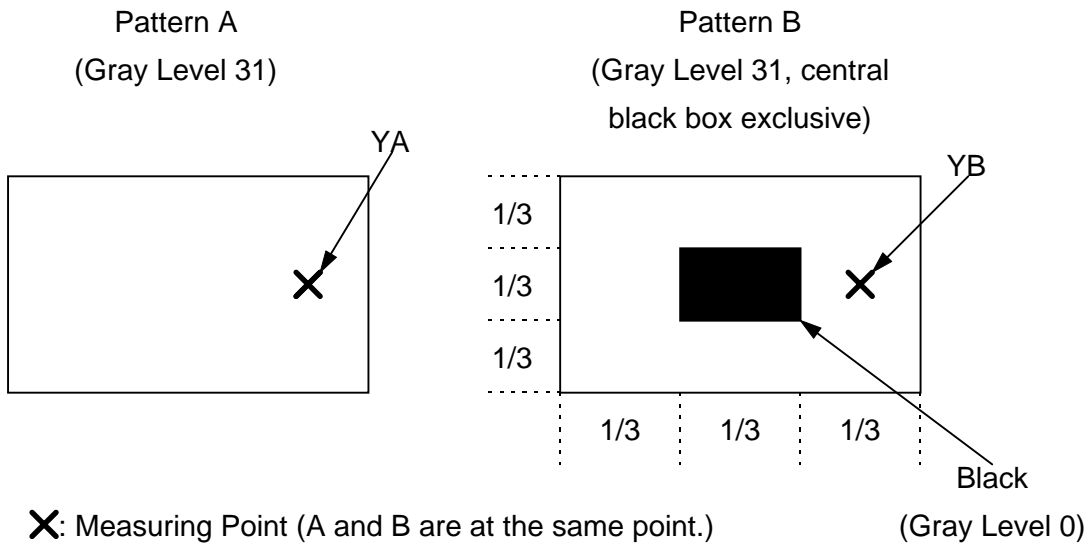 Pattern A
(Gray Level 31)
Pattern B
(Gray Level 31, central
black box exclusive)
YA
YB
1/3
1/3
1/3
1/3 1/3 1/3
Black
(Gray Level 0)
: Measuring Point (A and B are at the same point.)